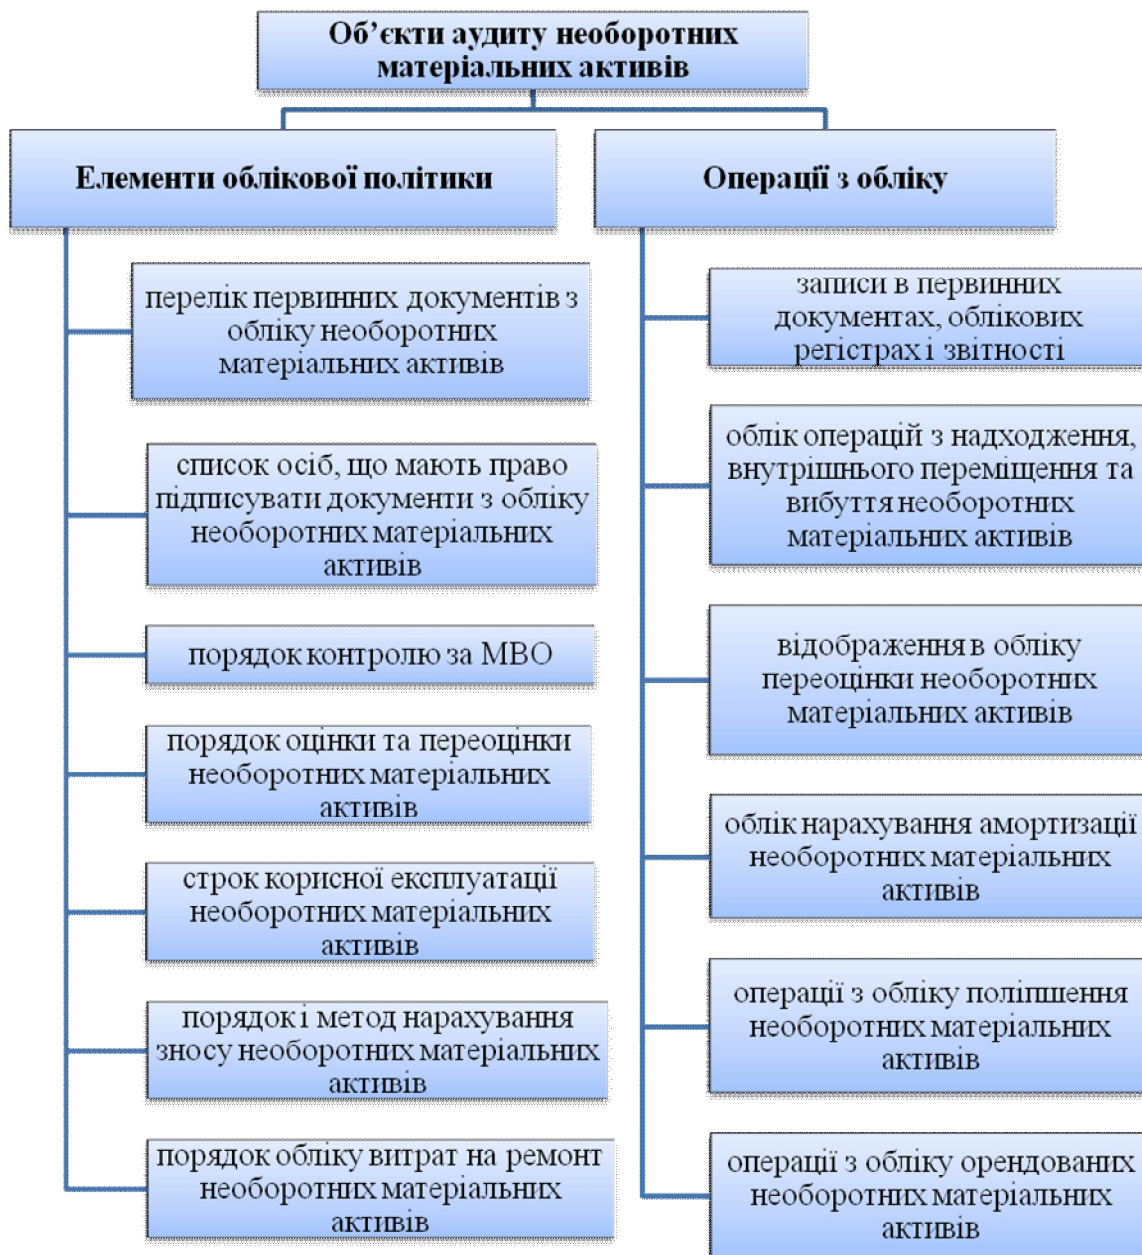 Об’єкти аудиту необоротних
матеріальних активів
Елементи облікової політики
перелік первинних документів з
обліку необоротних
матеріальних активів
список осіб, що мають право
підписувати документи з обліку
необоротних матеріальних
активів
порядок контролю за МВО
порядок оцінки та переоцінки
необоротних матеріальних
активів
строк корисної експлуатації
необоротних матеріальних
активів
порядок і метод нарахування
зносу необоротних матеріальних
активів
порядок обліку витрат на ремонт
необоротних матеріальних
активів
Операції з обліку
записи в первинних
документах, облікових
регістрах і звітності
облік операцій з надходження,
внутрішнього переміщення та
вибуття необоротних
матеріальних активів
відображення в обліку
переоцінки необоротних
матеріальних активів
облік нарахування амортизації
необоротних матеріальних
активів
операції з обліку поліпшення
необоротних матеріальних
активів
операції з обліку орендованих
необоротних матеріальних
активів